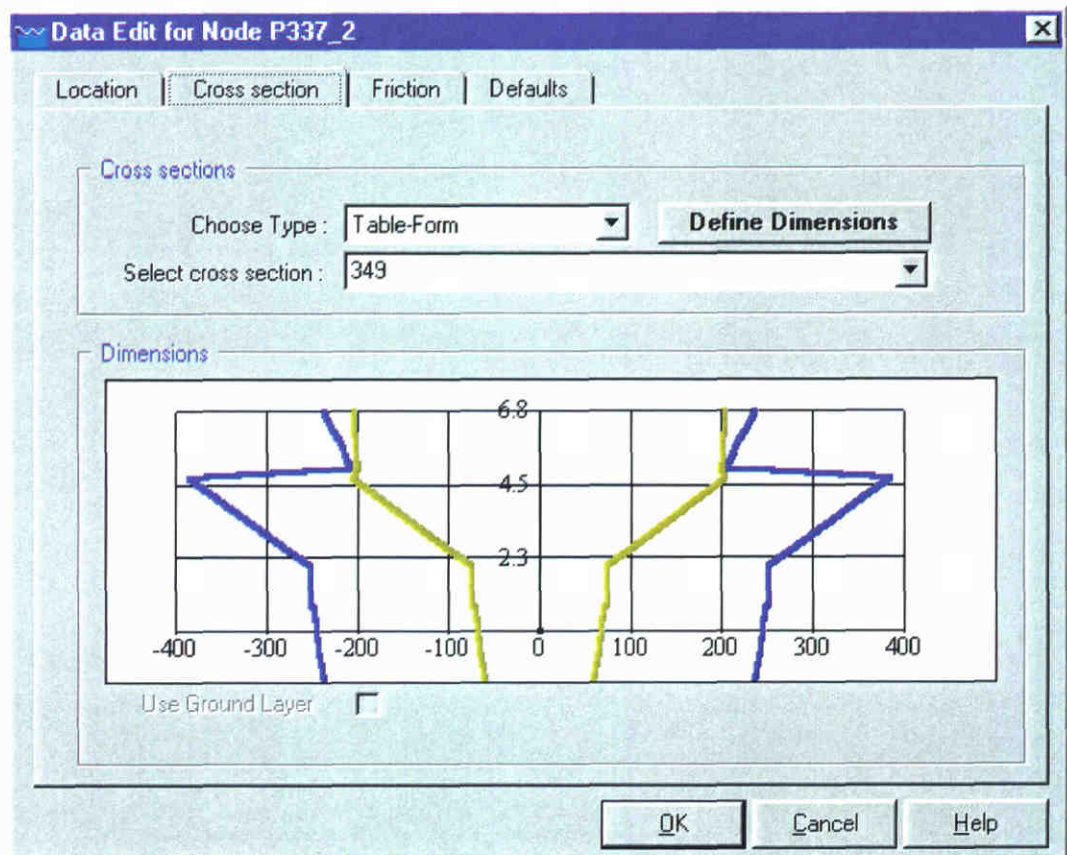 Data Edit for Node P337_2
Location Cross section Friction Defaults
Cross sections
Choose Type : Table-Form Define Dimensions
Select cross section : 349
Dimensions
6.8
4.5
2.3
-400 -300 -200 -100 0 100 200 300 400
Use Ground Layer
OK Cancel Help